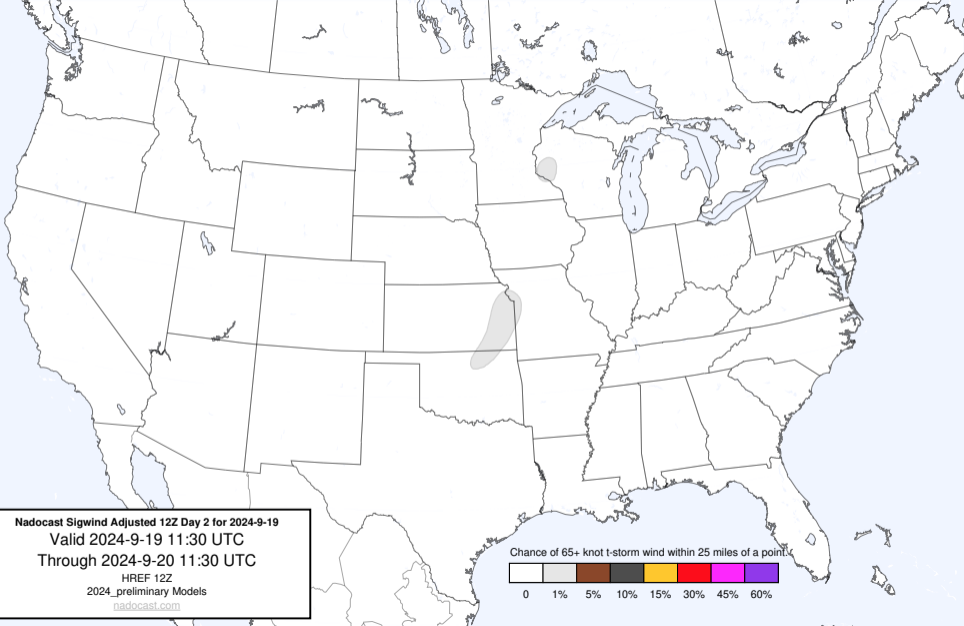 Nadocast Sigwind Adjusted 12Z Day 2 for 2024-9-19
Valid 2024-9-19 11:30 UTC
Through 2024-9-20 11:30 UTC
HREF 12Z
2024_preliminary Models
nadocast.com
Chance of 65+ knot t-storm wind within 25 miles of a point.
0 1% 5% 10% 15% 30% 45% 60%